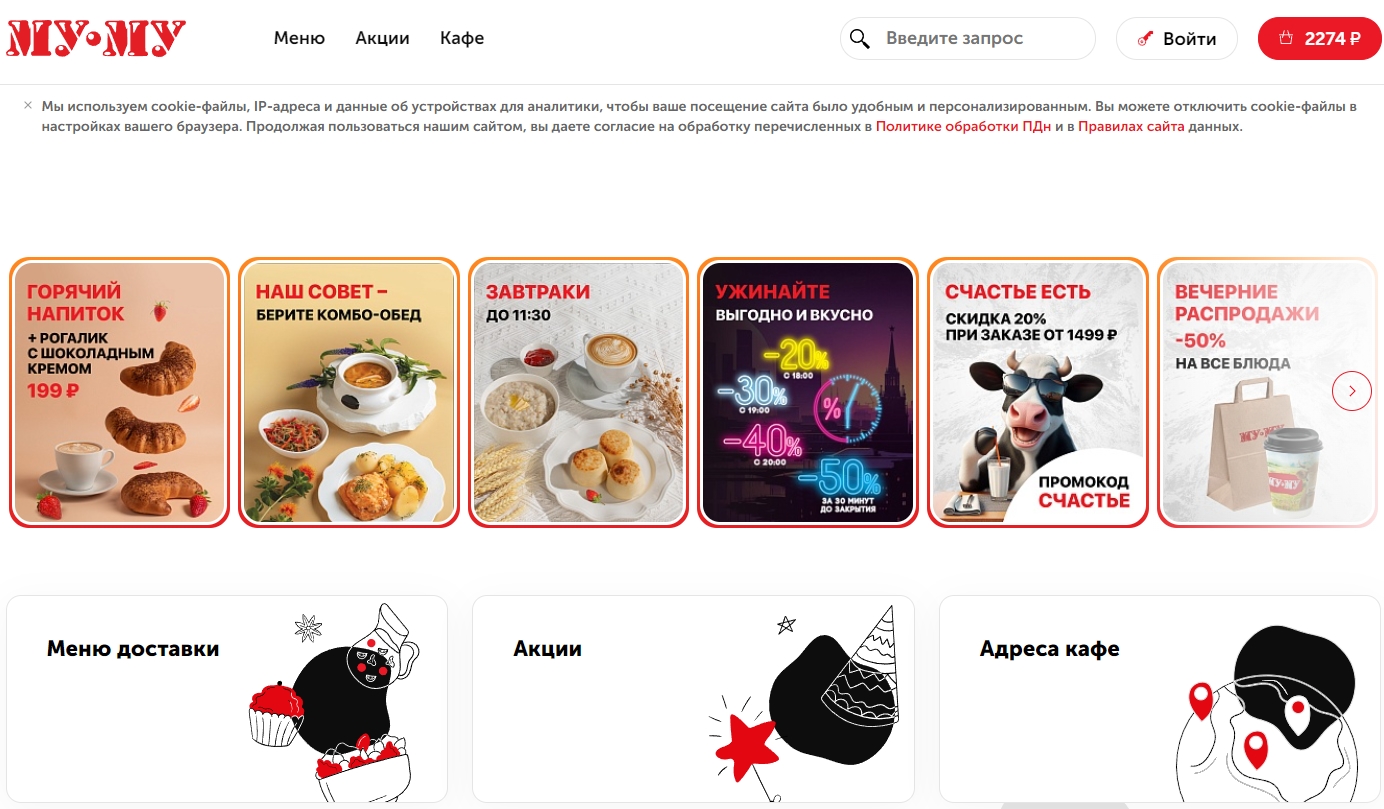 МУ•МУ
Меню
Акции
Кафе
Введите запрос
Войти
2274 ₽
× Мы используем cookie-файлы, IP-адреса и данные об устройствах для аналитики, чтобы ваше посещение сайта было удобным и персонализированным. Вы можете отключить cookie-файлы в
настройках вашего браузера. Продолжая пользоваться нашим сайтом, вы даете согласие на обработку перечисленных в Политике обработки ПДн и в Правилах сайта данных.
ГОРЯЧИЙ
НАПИТОК
+ РОГАЛИК
С ШОКОЛАДНЫМ
КРЕМОМ
199 ₽
НАШ СОВЕТ –
БЕРИТЕ КОМБО-ОБЕД
ЗАВТРАКИ
ДО 11:30
УЖИНАЙТЕ
ВЫГОДНО И ВКУСНО
-20%
С 18:00
-30%
С 19:00
%
-40%
С 20:00
-50%
ЗА 30 МИНУТ
ДО ЗАКРЫТИЯ
СЧАСТЬЕ ЕСТЬ
СКИДКА 20%
ПРИ ЗАКАЗЕ ОТ 1499 ₽
ПРОМОКОД
СЧАСТЬЕ
ВЕЧЕРНИЕ
РАСПРОДАЖИ
-50%
НА ВСЕ БЛЮДА
МУ•МУ
МУ•МУ
Меню доставки
Акции
Адреса кафе